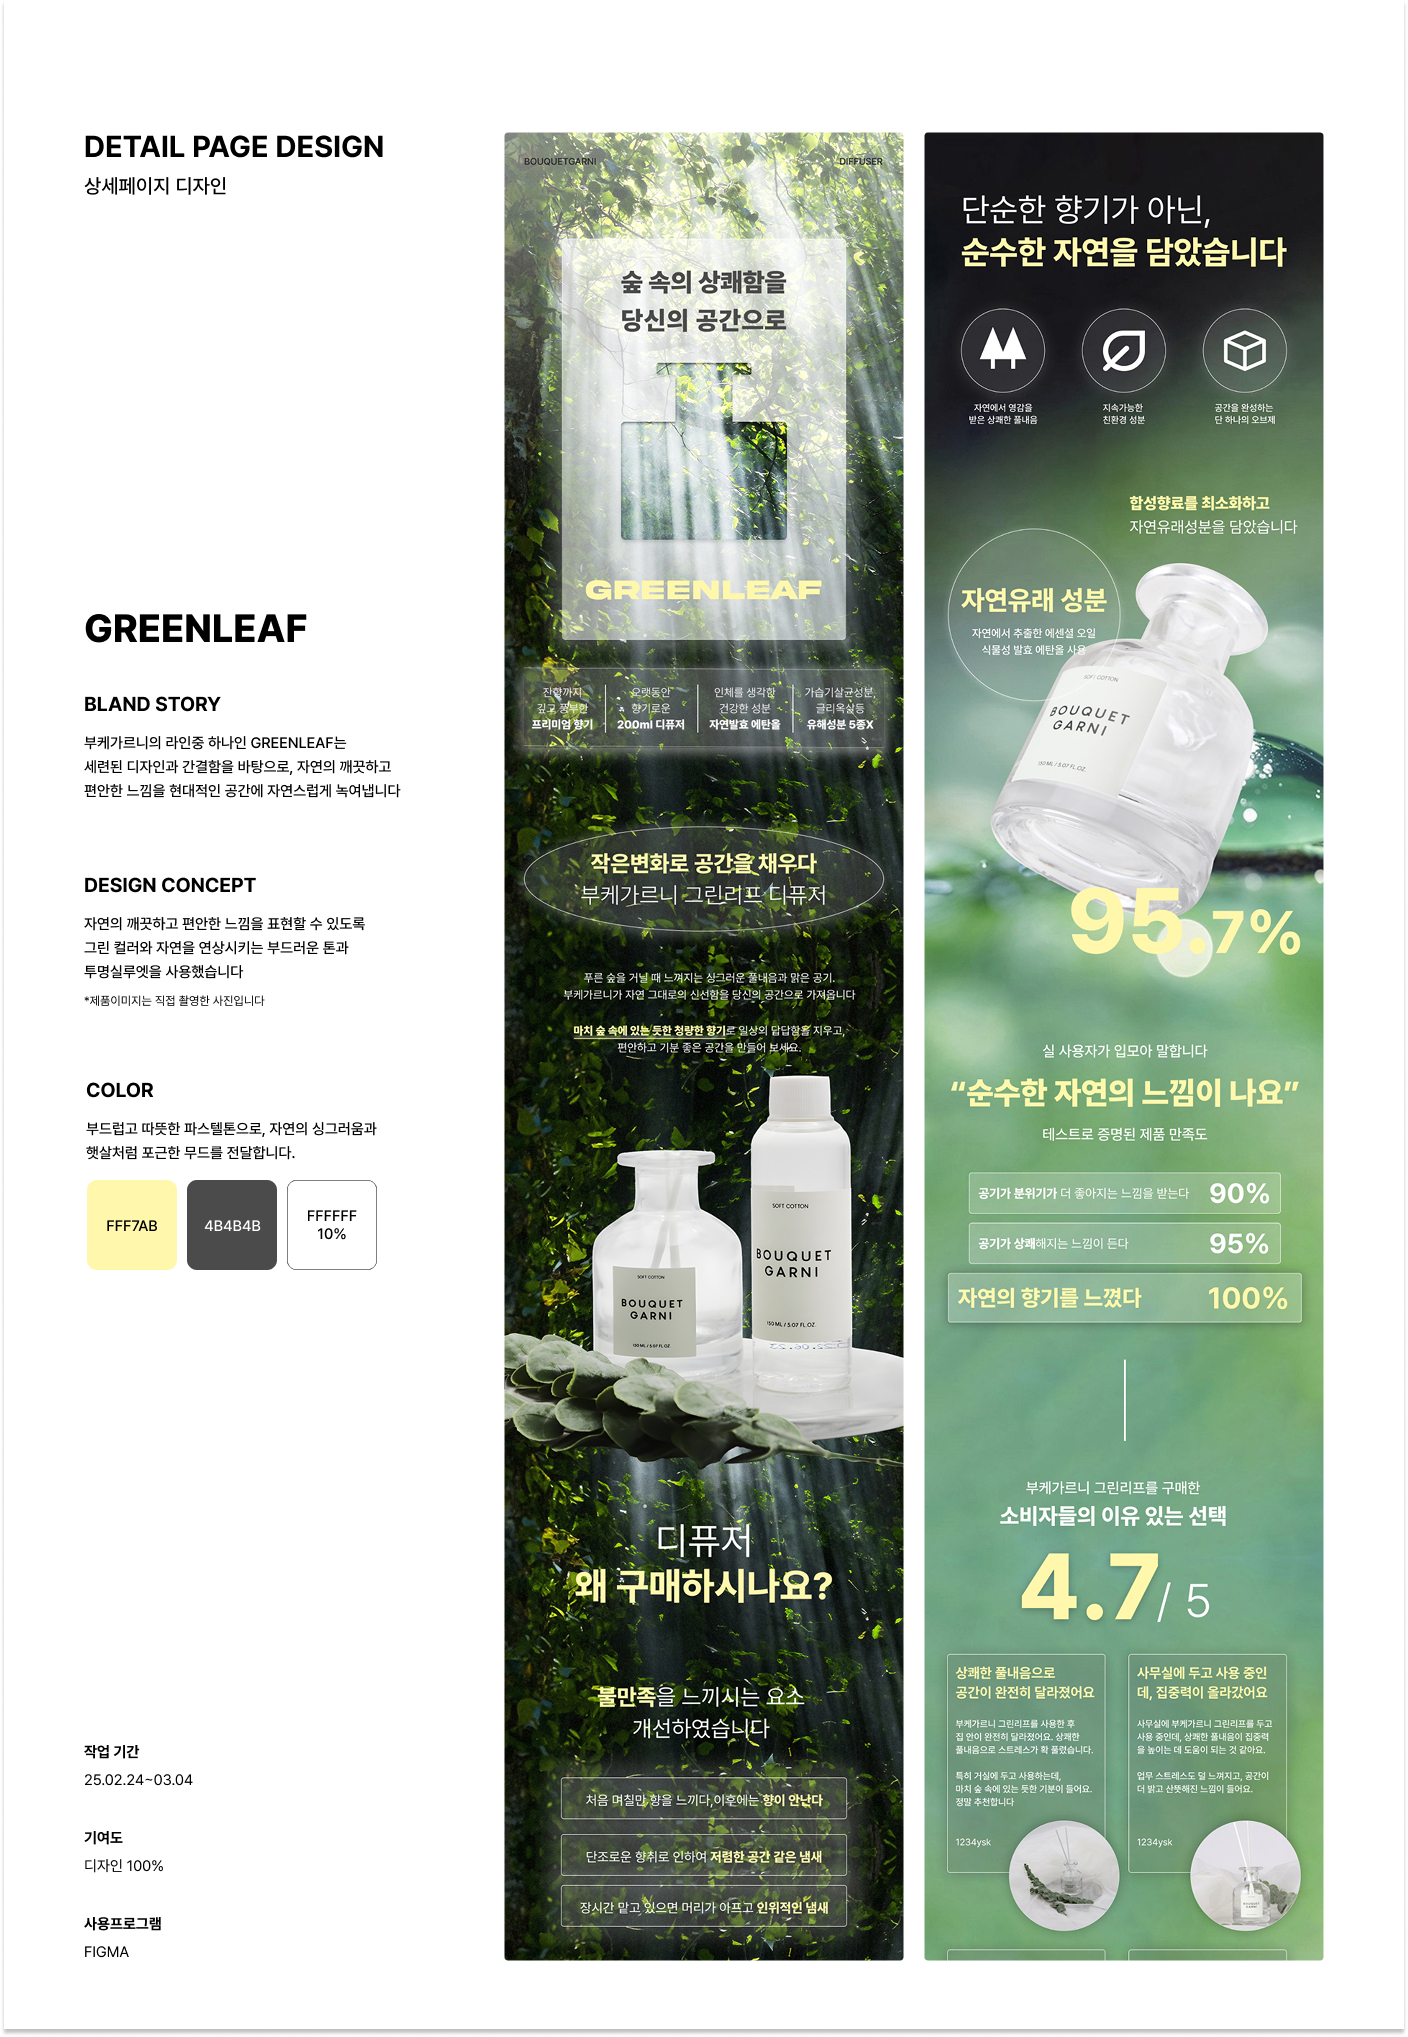 DETAIL PAGE DESIGN
상세페이지 디자인
GREENLEAF
BLAND STORY
부케가르니의 라인중 하나인 GREENLEAF는
세련된 디자인과 간결함을 바탕으로, 자연의 깨끗하고
편안한 느낌을 현대적인 공간에 자연스럽게 녹여냅니다
DESIGN CONCEPT
자연의 깨끗하고 편안한 느낌을 표현할 수 있도록
그린 컬러와 자연을 연상시키는 부드러운 톤과
투명실루엣을 사용했습니다
*제품이미지는 직접 촬영한 사진입니다
COLOR
부드럽고 따뜻한 파스텔톤으로, 자연의 싱그러움과
햇살처럼 포근한 무드를 전달합니다.
FFF7AB
4B4B4B
FFFFFF
10%
작업 기간
25.02.24~03.04
기여도
디자인 100%
사용프로그램
FIGMA
BOUQUETGARNI
DIFFUSER
숲 속의 상쾌함을
당신의 공간으로
GREENLEAF
잔향까지
깊고 풍부한
프리미엄 향기
오랫동안
향기로운
200ml 디퓨저
인체를 생각한
건강한 성분
자연발효 에탄올
가습기살균성분,
글리옥살등
유해성분 5종X
작은변화로 공간을 채우다
부케가르니 그린리프 디퓨저
푸른 숲을 거닐 때 느껴지는 싱그러운 풀내음과 맑은 공기.
부케가르니가 자연 그대로의 신선함을 당신의 공간으로 가져옵니다
마치 숲 속에 있는 듯한 청량한 향기로 일상의 답답함을 지우고,
편안하고 기분 좋은 공간을 만들어 보세요.
SOFT COTTON
BOUQUET
GARNI
150 ML / 5.07 FL.OZ.
SOFT COTTON
BOUQUET
GARNI
150 ML / 5.07 FL.OZ.
디퓨저
왜 구매하시나요?
불만족을 느끼시는 요소
개선하였습니다
처음 며칠만 향을 느끼다,이후에는 향이 안난다
단조로운 향취로 인하여 저렴한 공간 같은 냄새
장시간 맡고 있으면 머리가 아프고 인위적인 냄새
단순한 향기가 아닌,
순수한 자연을 담았습니다
자연에서 영감을
받은 상쾌한 풀내음
지속가능한
친환경 성분
공간을 완성하는
단 하나의 오브제
합성향료를 최소화하고
자연유래성분을 담았습니다
자연유래 성분
자연에서 추출한 에센셜 오일
식물성 발효 에탄올 사용
SOFT COTTON
BOUQUET
GARNI
150 ML / 5.07 FL.OZ.
95.7%
실 사용자가 입모아 말합니다
“순수한 자연의 느낌이 나요”
테스트로 증명된 제품 만족도
공기가 분위기가 더 좋아지는 느낌을 받는다 90%
공기가 상쾌해지는 느낌이 든다 95%
자연의 향기를 느꼈다 100%
부케가르니 그린리프를 구매한
소비자들의 이유 있는 선택
4.7/ 5
상쾌한 풀내음으로
공간이 완전히 달라졌어요
부케가르니 그린리프를 사용한 후
집 안이 완전히 달라졌어요. 상쾌한
풀내음으로 스트레스가 확 풀렸습니다.
특히 거실에 두고 사용하는데,
마치 숲 속에 있는 듯한 기분이 들어요.
정말 추천합니다
1234ysk
사무실에 두고 사용 중인
데, 집중력이 올라갔어요
사무실에 부케가르니 그린리프를 두고
사용 중인데, 상쾌한 풀내음이 집중력
을 높이는 데 도움이 되는 것 같아요.
업무 스트레스도 덜 느껴지고, 공간이
더 밝고 산뜻해진 느낌이 들어요.
1234ysk